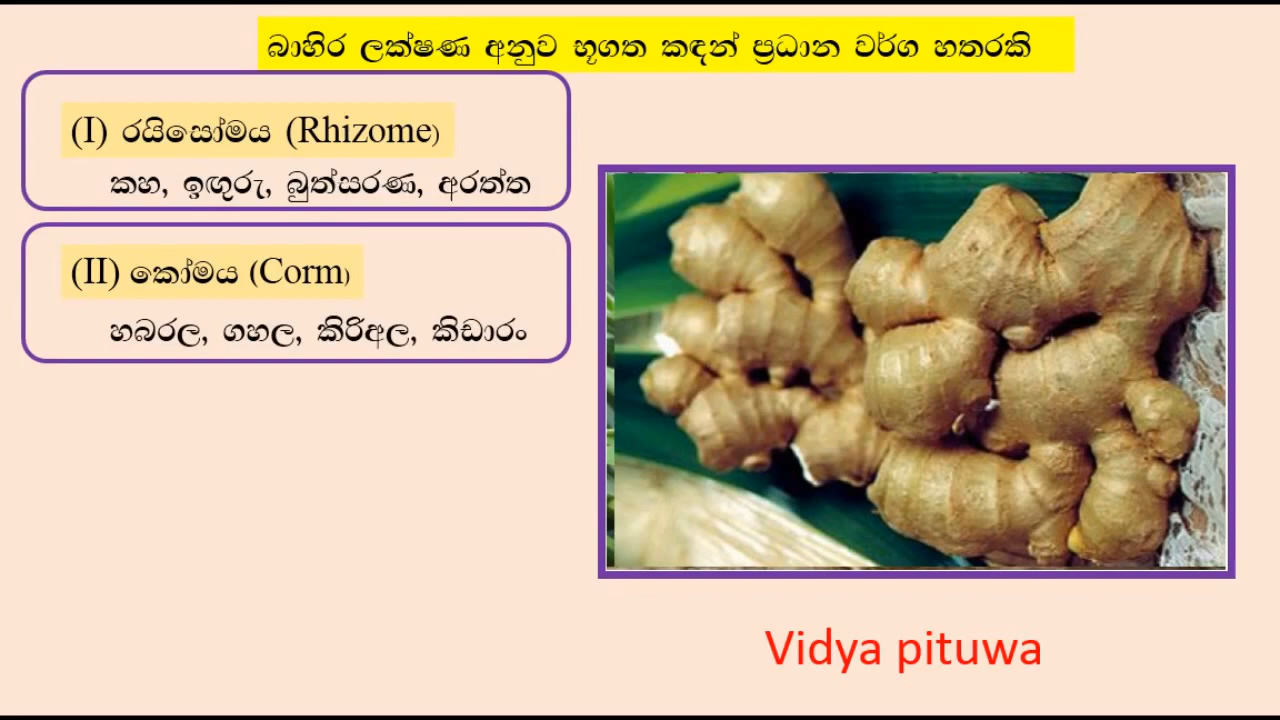 බාහිර ලක්ෂණ අනුව භූගත කඳන් ප්‍රධාන වර්ග හතරකි
(I) රයිසෝමය (Rhizome)
කහ, ඉඟුරු, බුත්සරණ, අරත්ත
(II) කෝමය (Corm)
හබරල, ගහල, කිරිඅල, කිඩාරං
Vidya pituwa